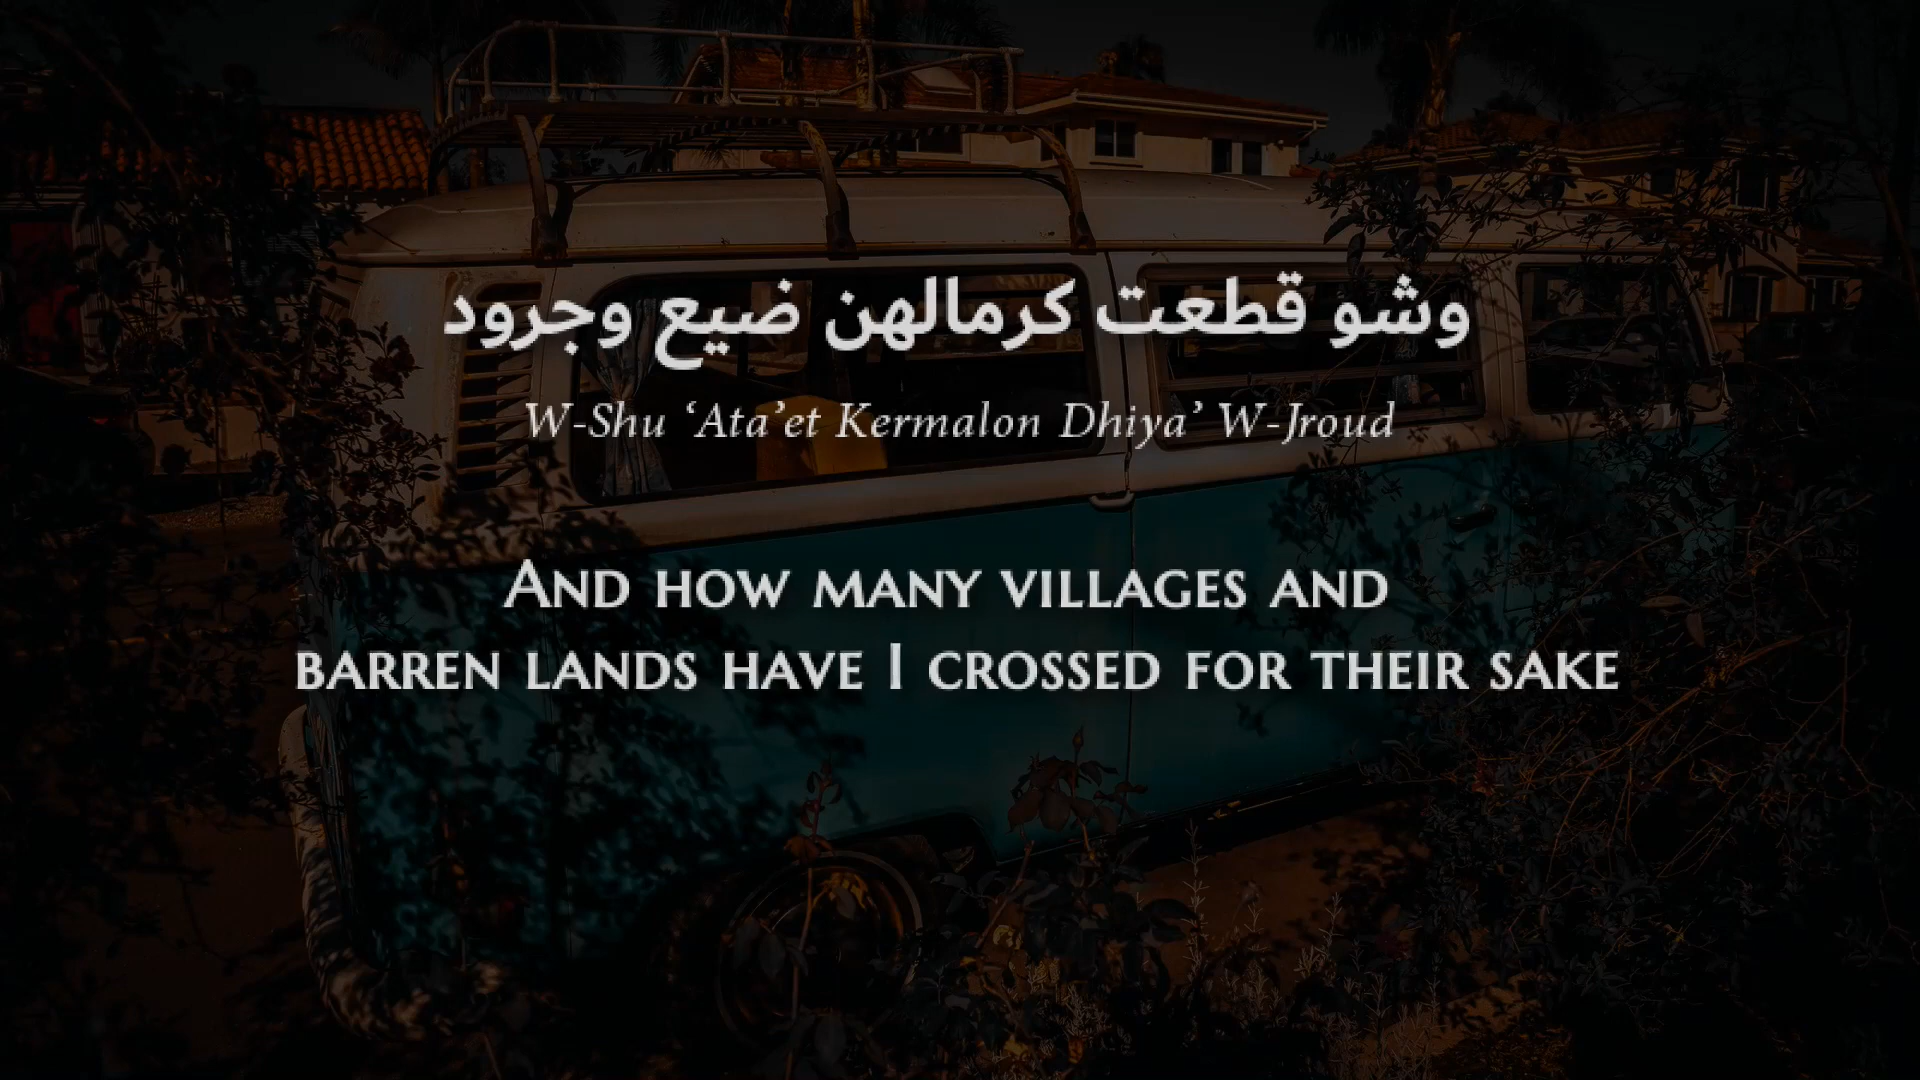 وشو قطعت كرمالهن ضيع وجرود
W-Shu ‘Ata’et Kermalon Dhiya’ W-Jroud
And how many villages and
barren lands have I crossed for their sake